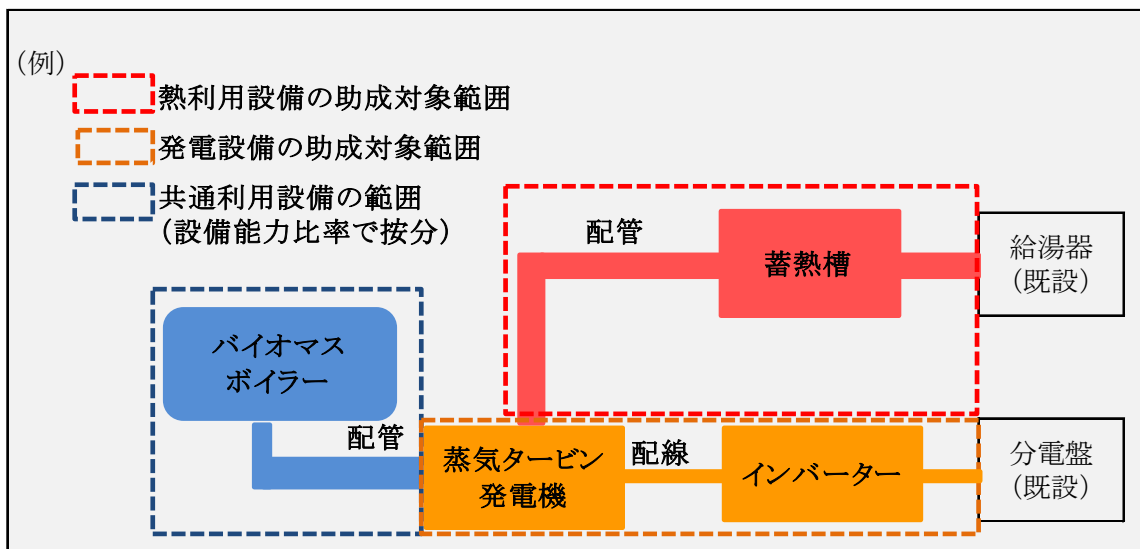 （例）
熱利用設備の助成対象範囲
発電設備の助成対象範囲
共通利用設備の範囲
（設備能力比率で按分）
配管
蓄熱槽
給湯器
（既設）
バイオマス
ボイラー
配管
蒸気タービン
発電機
配線
インバーター
分電盤
（既設）